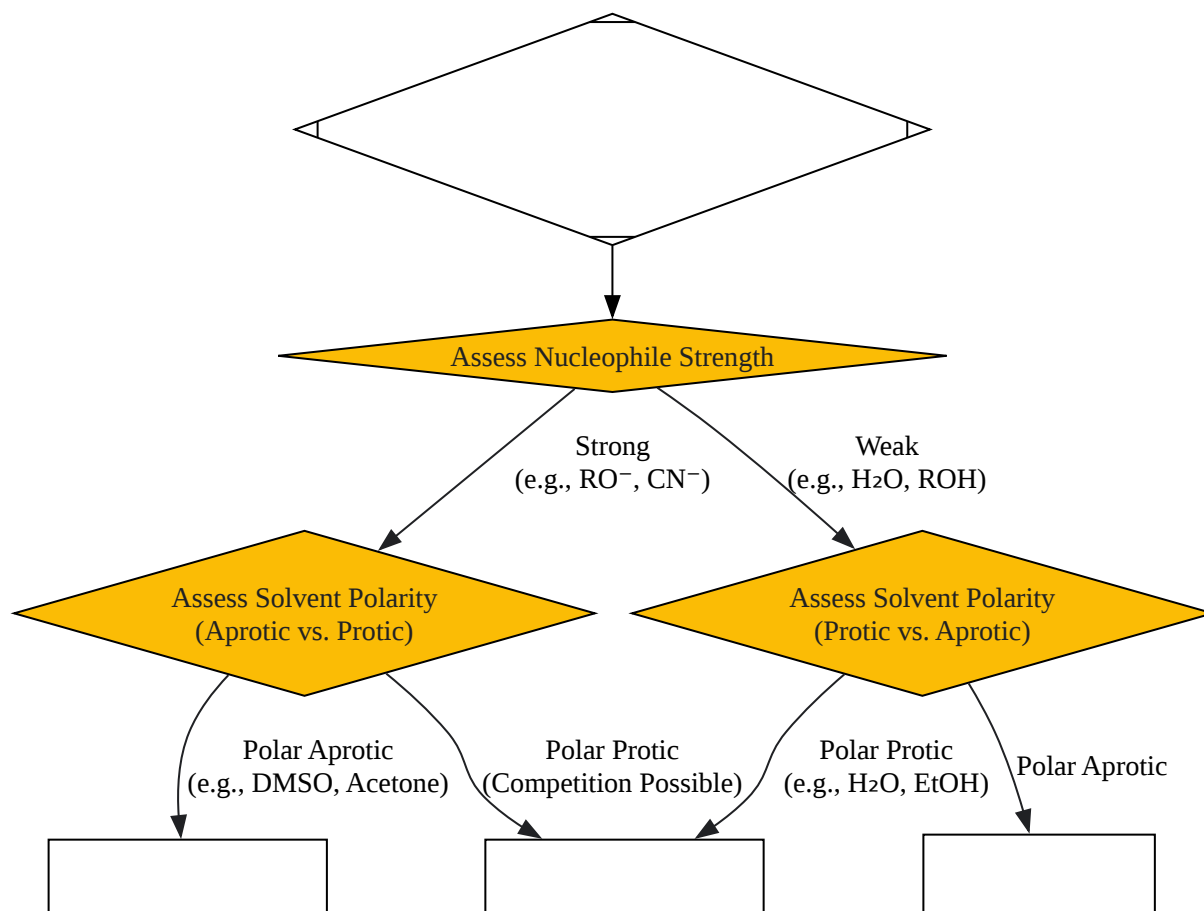 Assess Nucleophile Strength
Strong
(e.g., RO⁻, CN⁻)
Weak
(e.g., H₂O, ROH)
Assess Solvent Polarity
(Aprotic vs. Protic)
Assess Solvent Polarity
(Protic vs. Aprotic)
Polar Aprotic
(e.g., DMSO, Acetone)
Polar Protic
(Competition Possible)
Polar Protic
(e.g., H₂O, EtOH)
Polar Aprotic